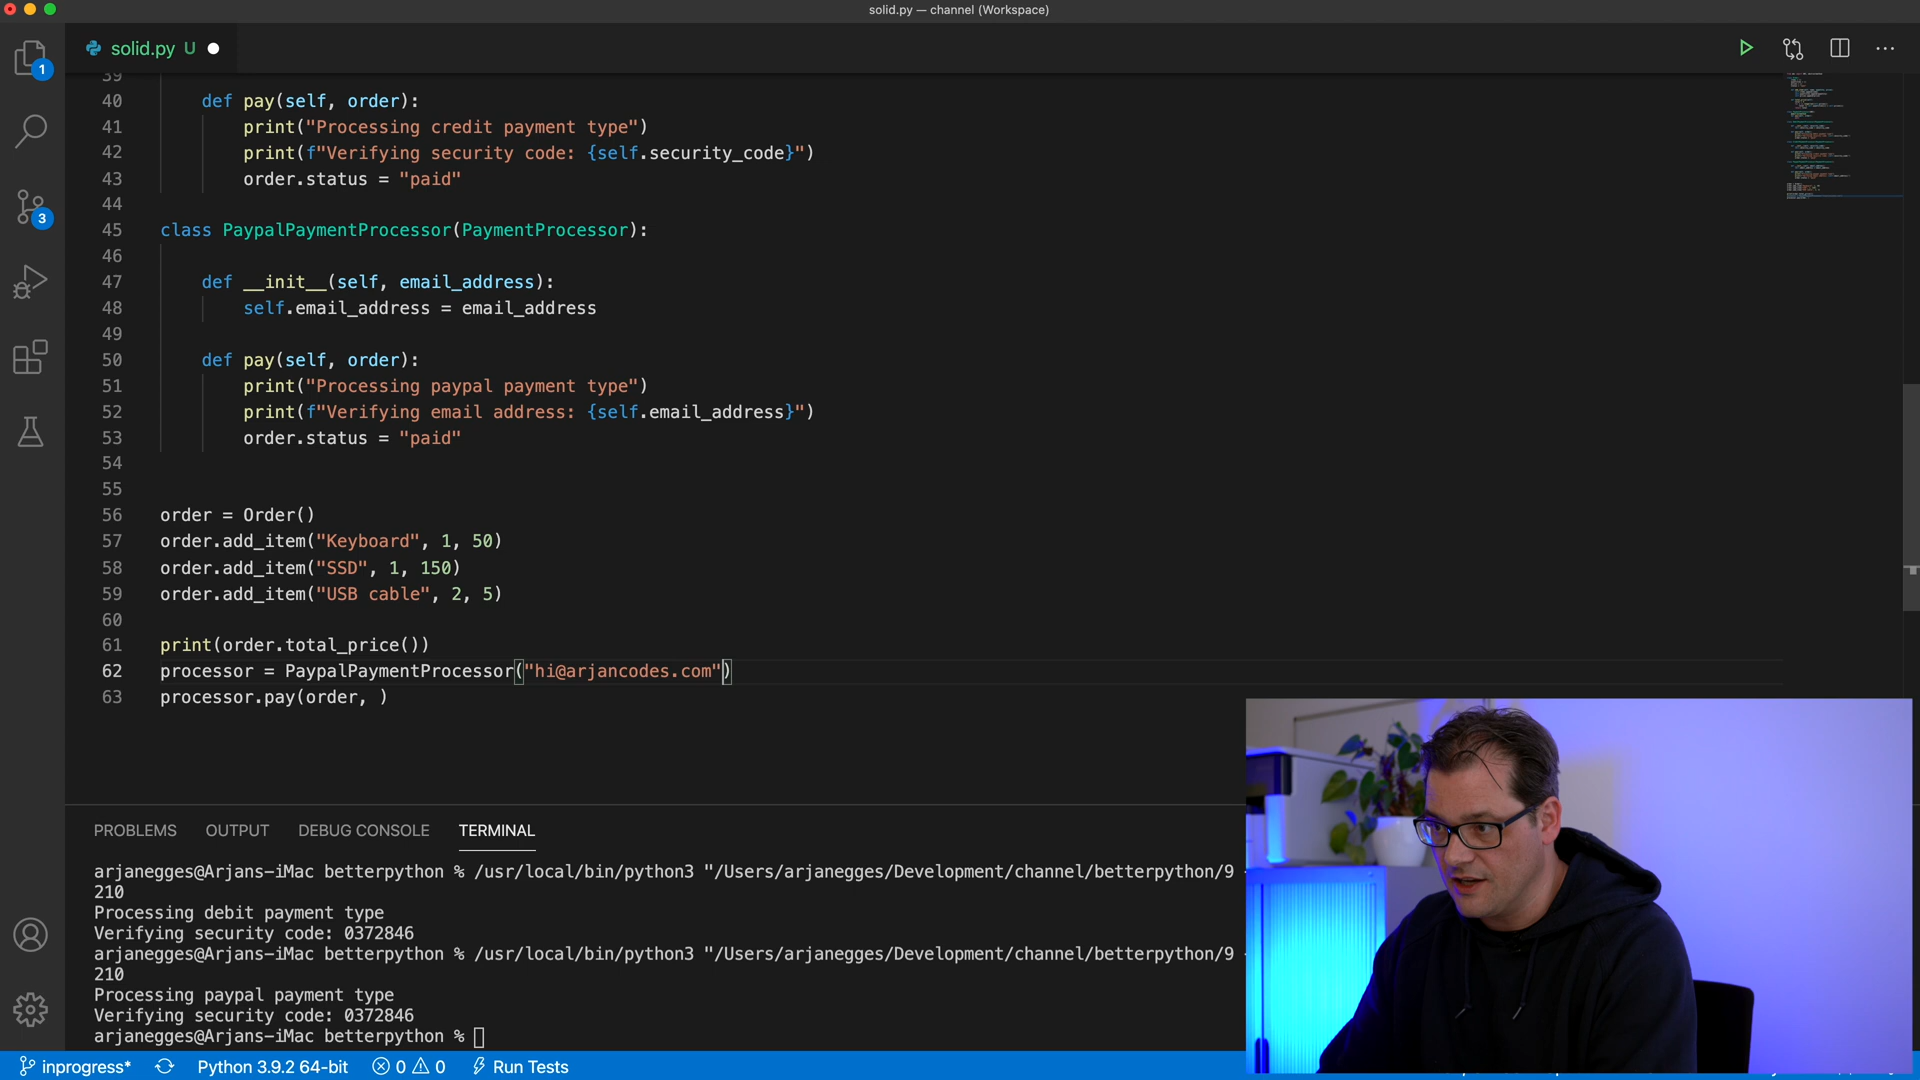 solid.py — channel (Workspace)
solid.py U
39
40 def pay(self, order):
41 print("Processing credit payment type")
42 print(f"Verifying security code: {self.security_code}")
43 order.status = "paid"
44
45 class PaypalPaymentProcessor(PaymentProcessor):
46
47 def __init__(self, email_address):
48 self.email_address = email_address
49
50 def pay(self, order):
51 print("Processing paypal payment type")
52 print(f"Verifying email address: {self.email_address}")
53 order.status = "paid"
54
55
56 order = Order()
57 order.add_item("Keyboard", 1, 50)
58 order.add_item("SSD", 1, 150)
59 order.add_item("USB cable", 2, 5)
60
61 print(order.total_price())
62 processor = PaypalPaymentProcessor("hi@arjancodes.com")
63 processor.pay(order, )
1
3
PROBLEMS OUTPUT DEBUG CONSOLE TERMINAL
arjanegges@Arjans-iMac betterpython % /usr/local/bin/python3 "/Users/arjanegges/Development/channel/betterpython/9
210
Processing debit payment type
Verifying security code: 0372846
arjanegges@Arjans-iMac betterpython % /usr/local/bin/python3 "/Users/arjanegges/Development/channel/betterpython/9
210
Processing paypal payment type
Verifying security code: 0372846
arjanegges@Arjans-iMac betterpython %
inprogress* Python 3.9.2 64-bit 0 0 Run Tests